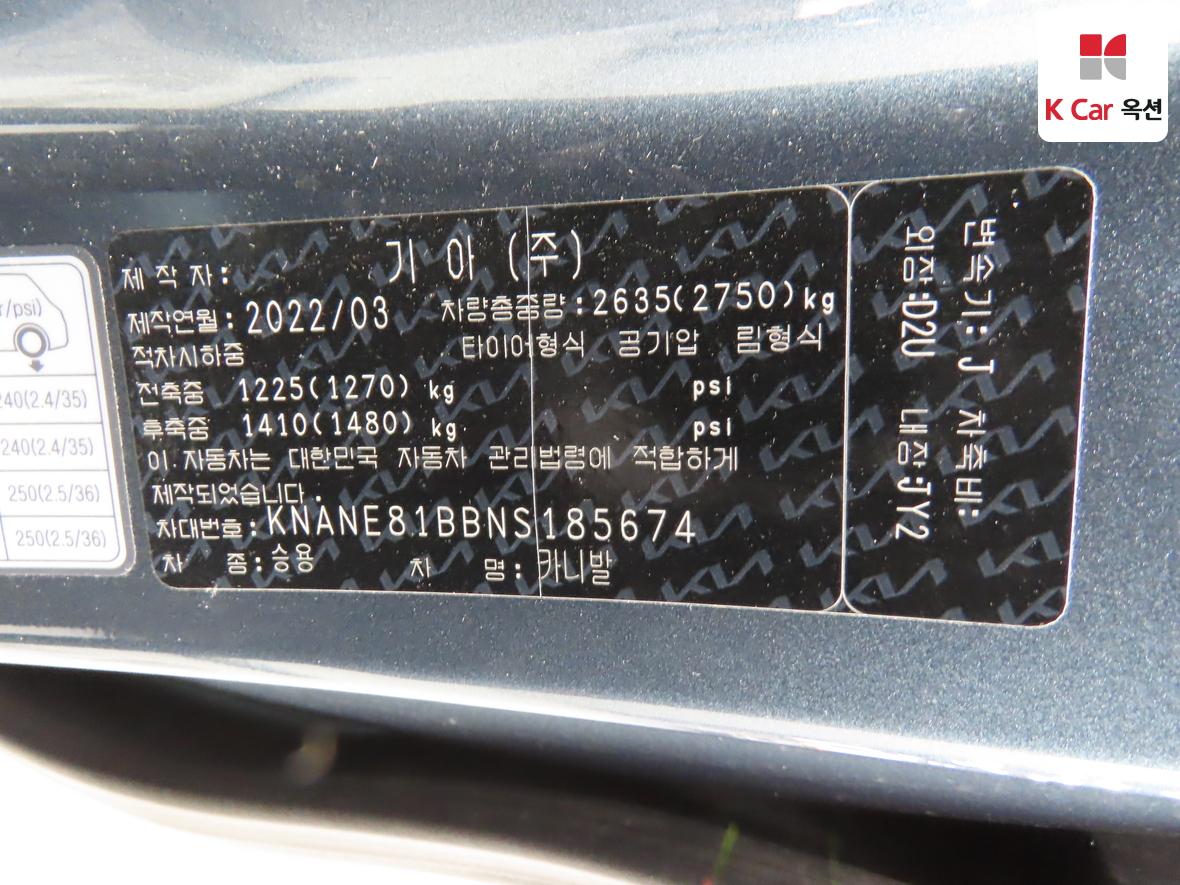 K Car 옥션
r/psi)
240(2.4/35)
240(2.4/35)
250(2.5/36)
250(2.5/36)
제 작 자: 기 아 (주)
제작연월: 2022/03 차량총중량:2635(2750)kg
적차시하중 타이어형식 공기압 림형식
전축중 1225(1270) kg psi
후축중 1410(1480) kg psi
이 자동차는 대한민국 자동차 관리법령에 적합하게
제작되었습니다.
차대번호:KNANE81BBNS185674
차 종:승용 차 명:카니발
변속기:J 차축비:
외장:D2U 내장:JY2